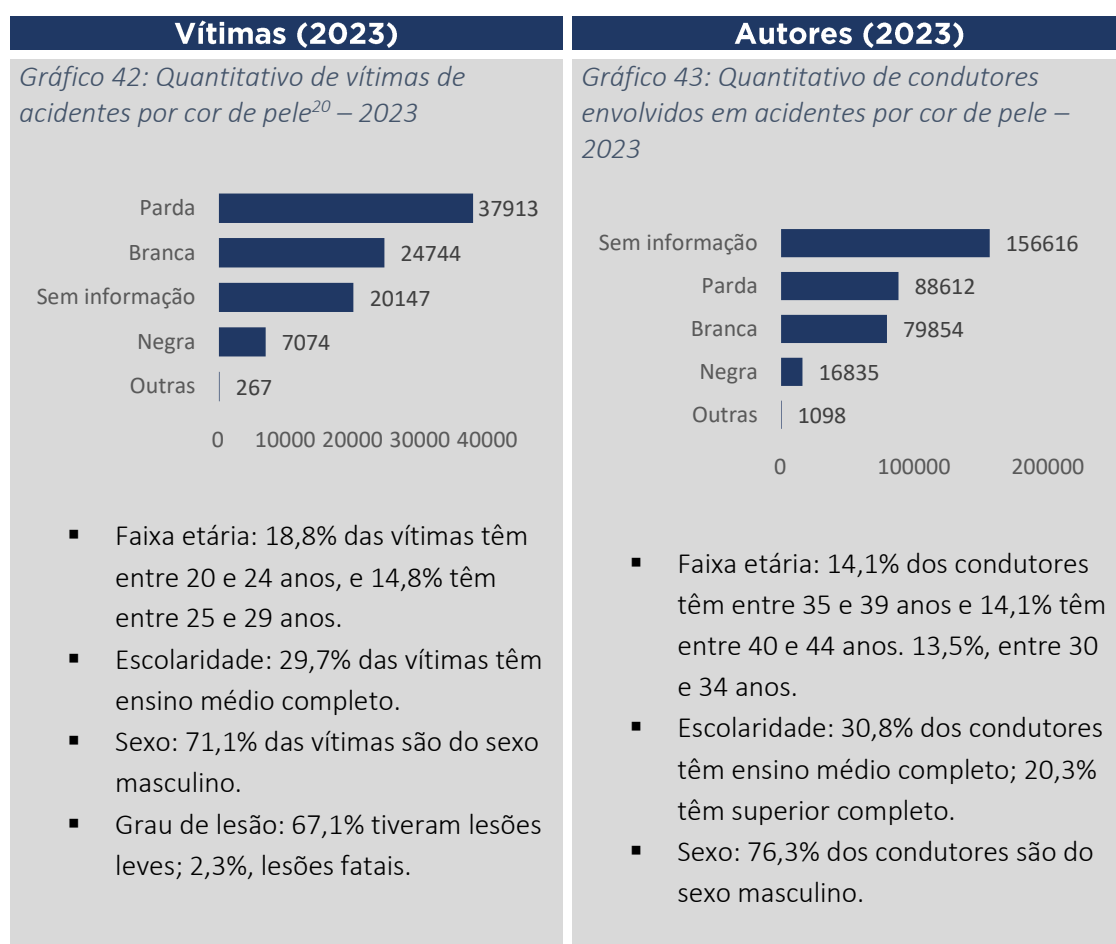 Vítimas (2023)
Gráfico 42: Quantitativo de vítimas de
acidentes por cor de pele20 – 2023
Parda 37913
Branca 24744
Sem informação 20147
Negra 7074
Outras 267
0 10000 20000 30000 40000
▪ Faixa etária: 18,8% das vítimas têm
entre 20 e 24 anos, e 14,8% têm
entre 25 e 29 anos.
▪ Escolaridade: 29,7% das vítimas têm
ensino médio completo.
▪ Sexo: 71,1% das vítimas são do sexo
masculino.
▪ Grau de lesão: 67,1% tiveram lesões
leves; 2,3%, lesões fatais.
Autores (2023)
Gráfico 43: Quantitativo de condutores
envolvidos em acidentes por cor de pele –
2023
Sem informação 156616
Parda 88612
Branca 79854
Negra 16835
Outras 1098
0 100000 200000
▪ Faixa etária: 14,1% dos condutores
têm entre 35 e 39 anos e 14,1% têm
entre 40 e 44 anos. 13,5%, entre 30
e 34 anos.
▪ Escolaridade: 30,8% dos condutores
têm ensino médio completo; 20,3%
têm superior completo.
▪ Sexo: 76,3% dos condutores são do
sexo masculino.